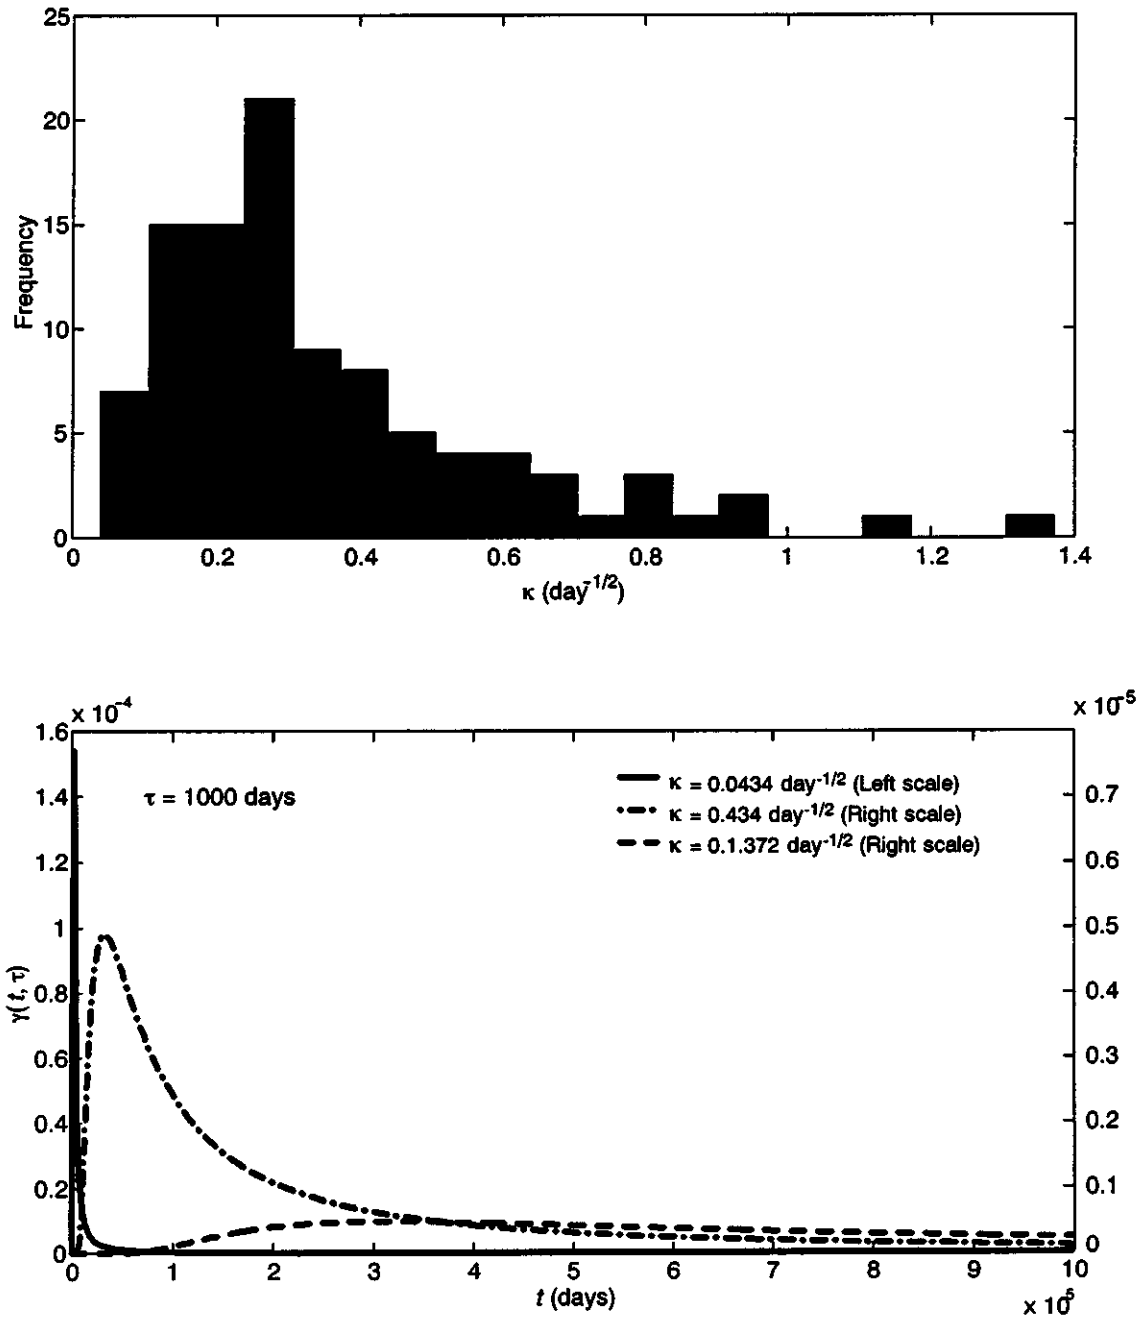 25
20
15
10
5
0
Frequency
0 0.2 0.4 0.6 0.8 1 1.2 1.4
κ (day-1/2)
x 10-4
x 10-5
1.6
1.4
1.2
1
0.8
0.6
0.4
0.2
0
γ(t, τ)
τ = 1000 days
κ = 0.0434 day-1/2 (Left scale)
κ = 0.434 day-1/2 (Right scale)
κ = 0.1.372 day-1/2 (Right scale)
0.7
0.6
0.5
0.4
0.3
0.2
0.1
0
0 1 2 3 4 5 6 7 8 9 10
t (days)
x 105